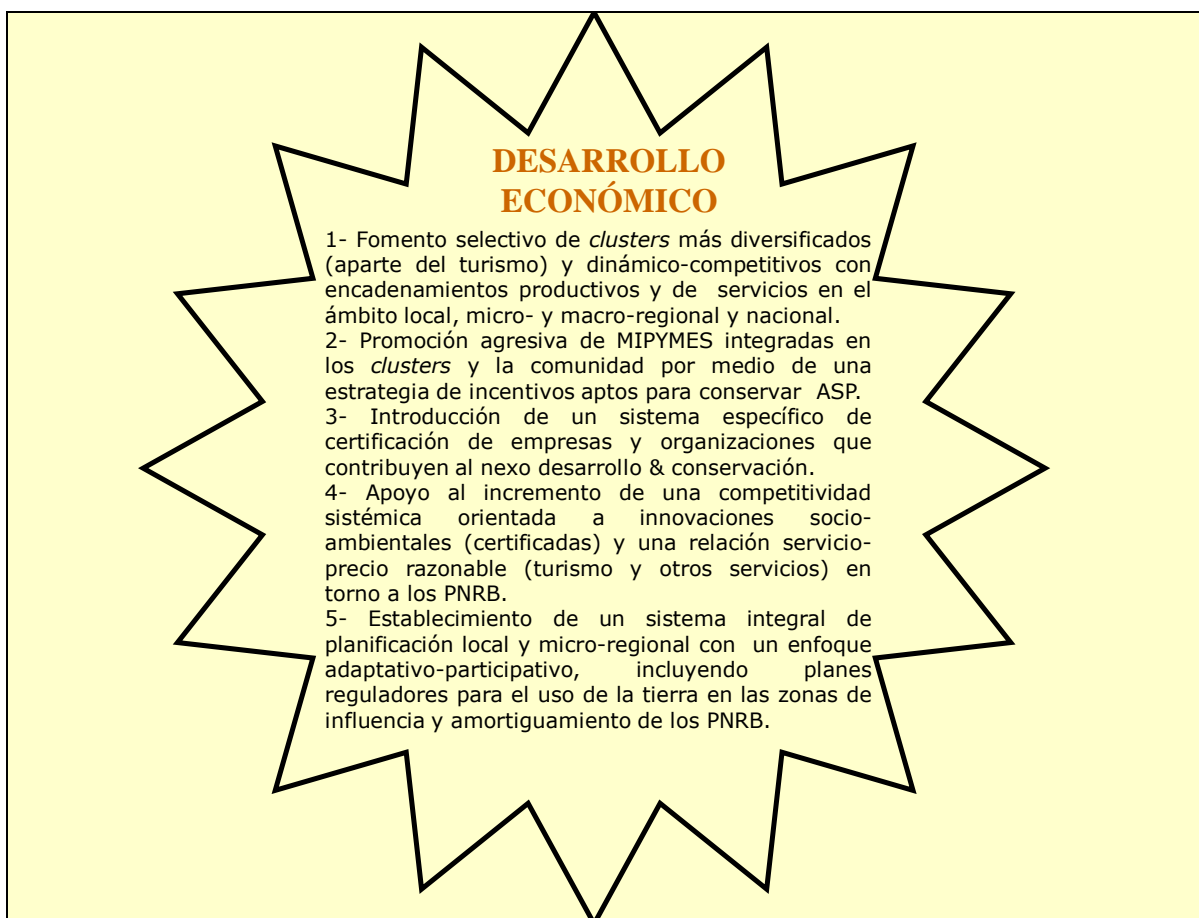 DESARROLLO
ECONÓMICO
1- Fomento selectivo de clusters más diversificados
(aparte del turismo) y dinámico-competitivos con
encadenamientos productivos y de servicios en el
ámbito local, micro- y macro-regional y nacional.
2- Promoción agresiva de MIPYMES integradas en
los clusters y la comunidad por medio de una
estrategia de incentivos aptos para conservar ASP.
3- Introducción de un sistema específico de
certificación de empresas y organizaciones que
contribuyen al nexo desarrollo & conservación.
4- Apoyo al incremento de una competitividad
sistémica orientada a innovaciones socio-
ambientales (certificadas) y una relación servicio-
precio razonable (turismo y otros servicios) en
torno a los PNRB.
5- Establecimiento de un sistema integral de
planificación local y micro-regional con un enfoque
adaptativo-participativo, incluyendo planes
reguladores para el uso de la tierra en las zonas de
influencia y amortiguamiento de los PNRB.